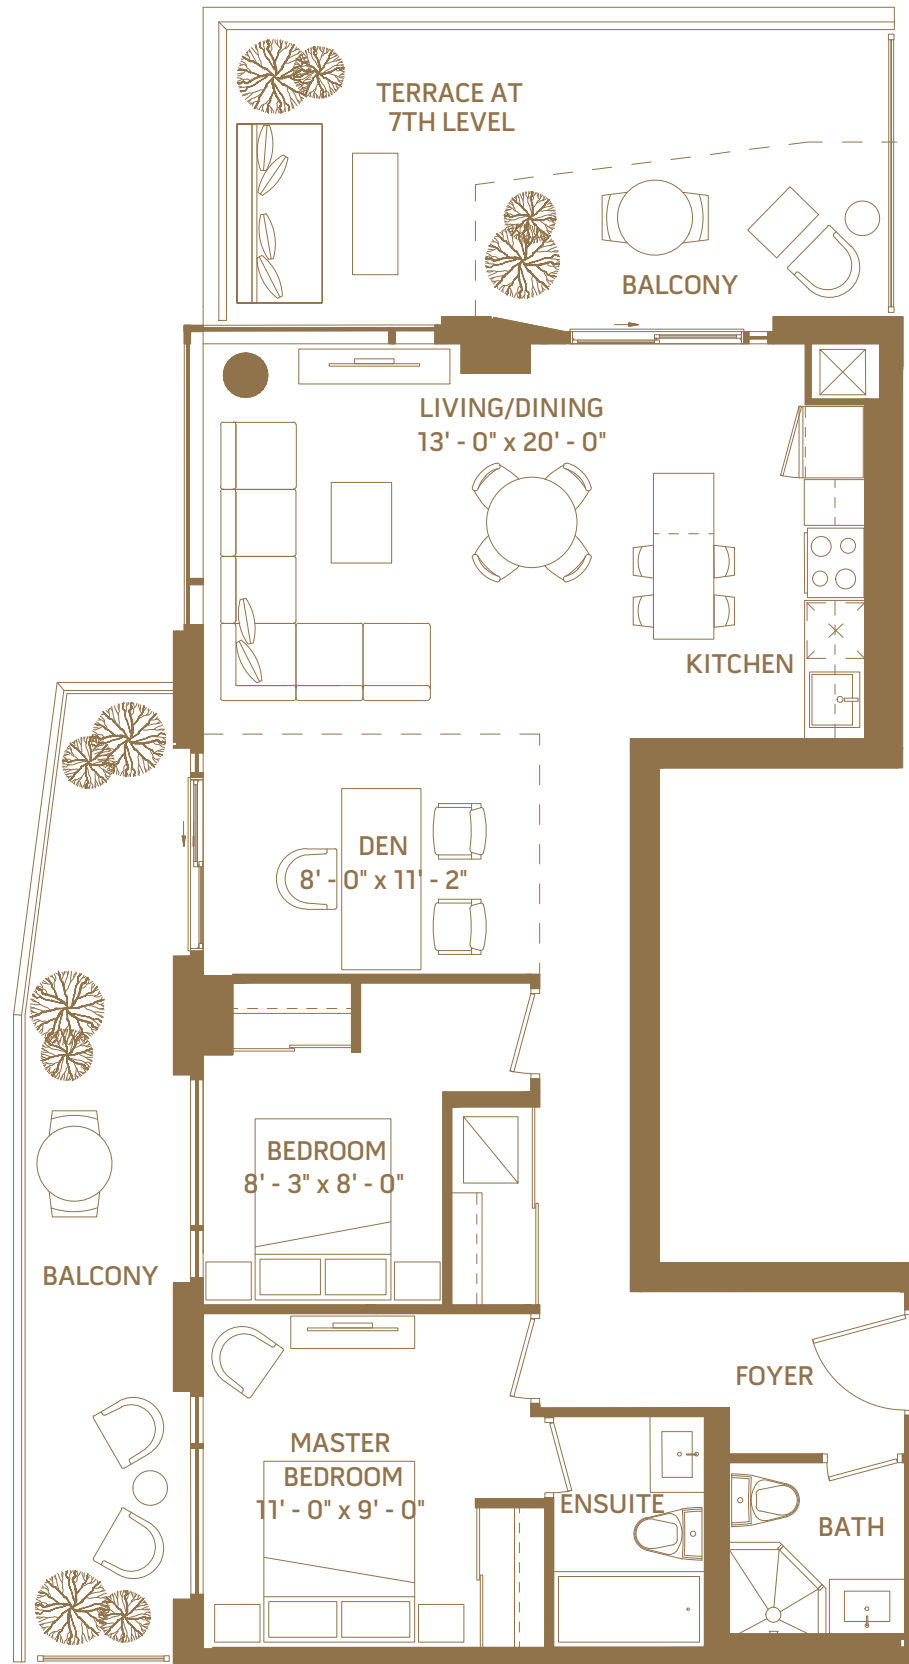 TERRACE AT
7TH LEVEL
BALCONY
LIVING/DINING
13' - 0" x 20' - 0"
KITCHEN
DEN
8' - 0" x 11' - 2"
BEDROOM
8' - 3" x 8' - 0"
BALCONY
FOYER
MASTER
BEDROOM
11' - 0" x 9' - 0"
ENSUITE
BATH